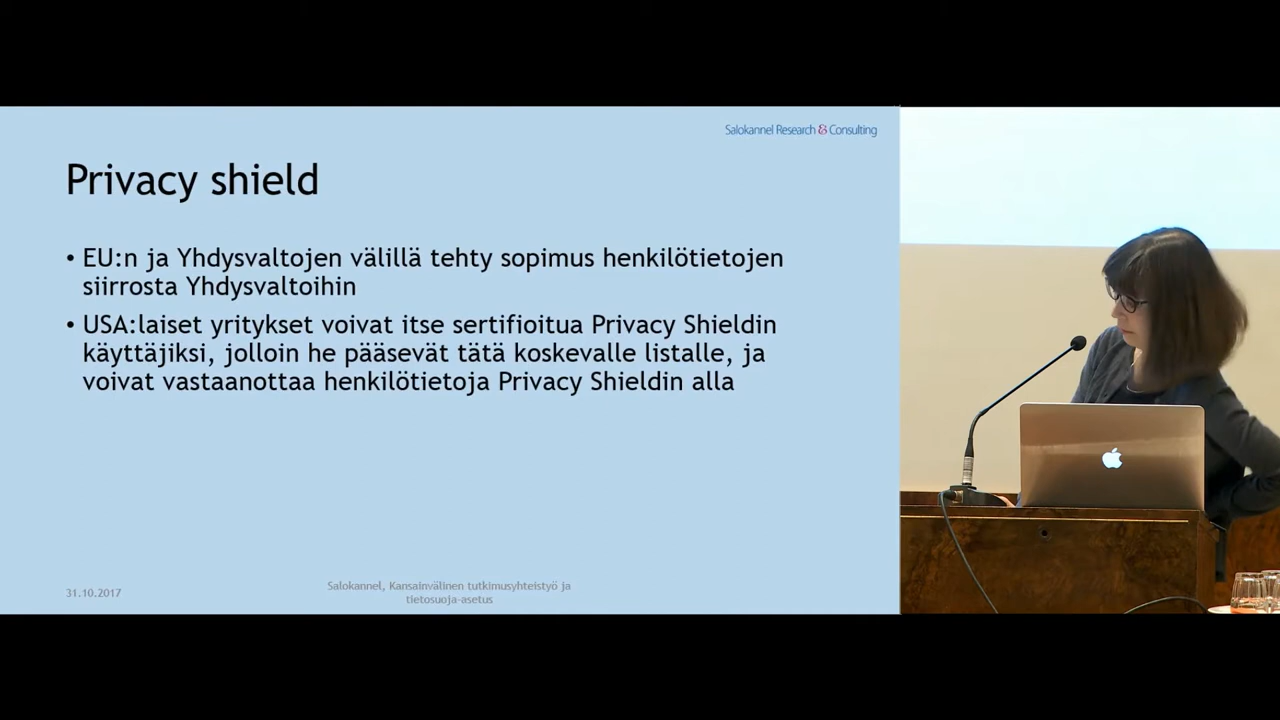 Salokannel Research & Consulting
Privacy shield
• EU:n ja Yhdysvaltojen välillä tehty sopimus henkilötietojen
siirrosta Yhdysvaltoihin
• USA:laiset yritykset voivat itse sertifioitua Privacy Shieldin
käyttäjiksi, jolloin he pääsevät tätä koskevalle listalle, ja
voivat vastaanottaa henkilötietoja Privacy Shieldin alla
31.10.2017
Salokannel, Kansainvälinen tutkimusyhteistyö ja
tietosuoja-asetus